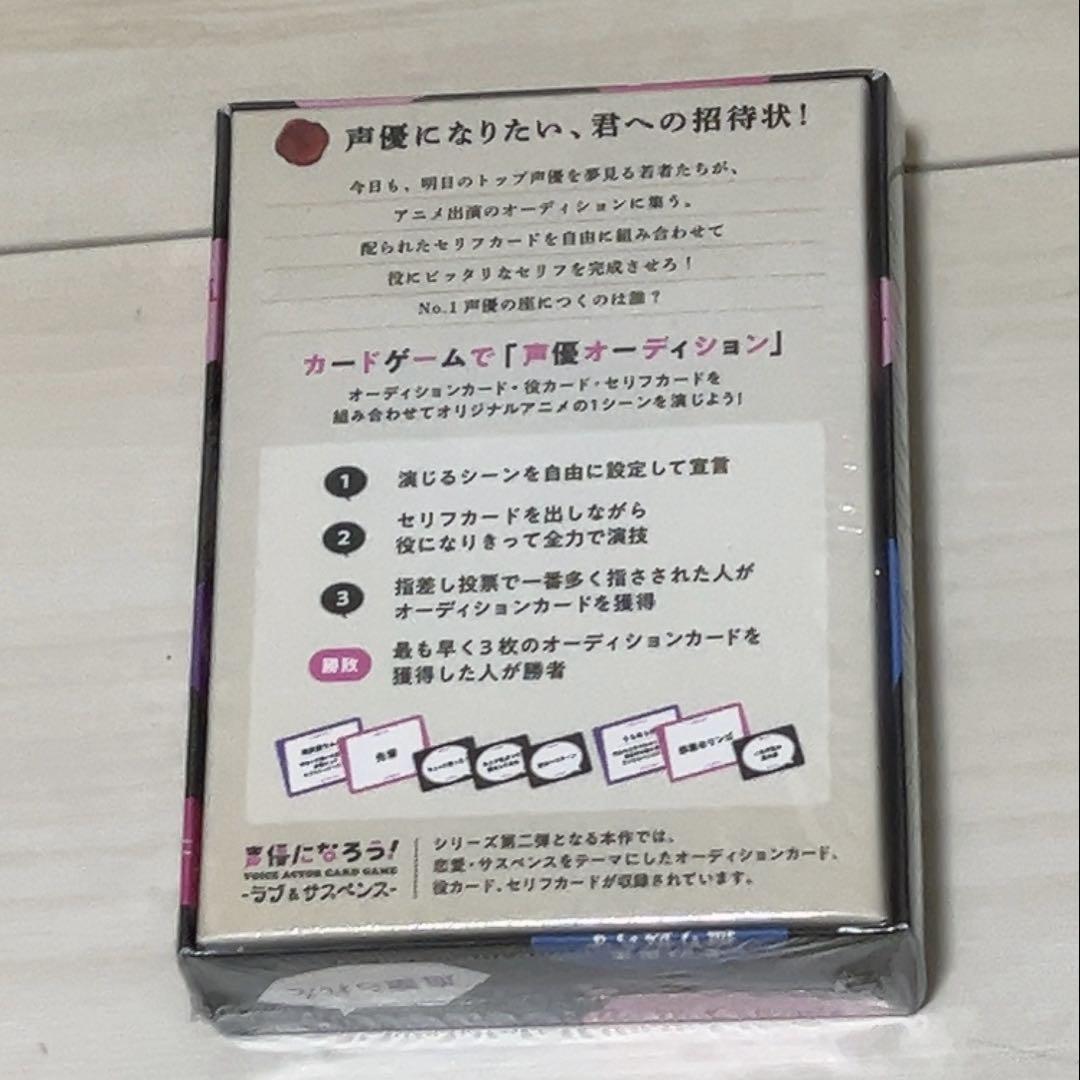 声優になりたい、君への招待状！
今日も、明日のトップ声優を夢見る若者たちが、
アニメ出演のオーディションに集う。
配られたセリフカードを自由に組み合わせて
役にピッタリなセリフを完成させろ！
No.1声優の座につくのは誰？
カードゲームで「声優オーディション」
オーディションカード・役カード・セリフカードを
組み合わせてオリジナルアニメの1シーンを演じよう！
1 演じるシーンを自由に設定して宣言
2 セリフカードを出しながら
役になりきって全力で演技
3 指差し投票で一番多く指さされた人が
オーディションカードを獲得
勝敗 最も早く3枚のオーディションカードを
獲得した人が勝者
先輩
声優になろう！
VOICE ACTOR CARD GAME
-ラブ&サスペンス-
シリーズ第二弾となる本作では、
恋愛・サスペンスをテーマにしたオーディションカード、
役カード、セリフカードが収録されています。